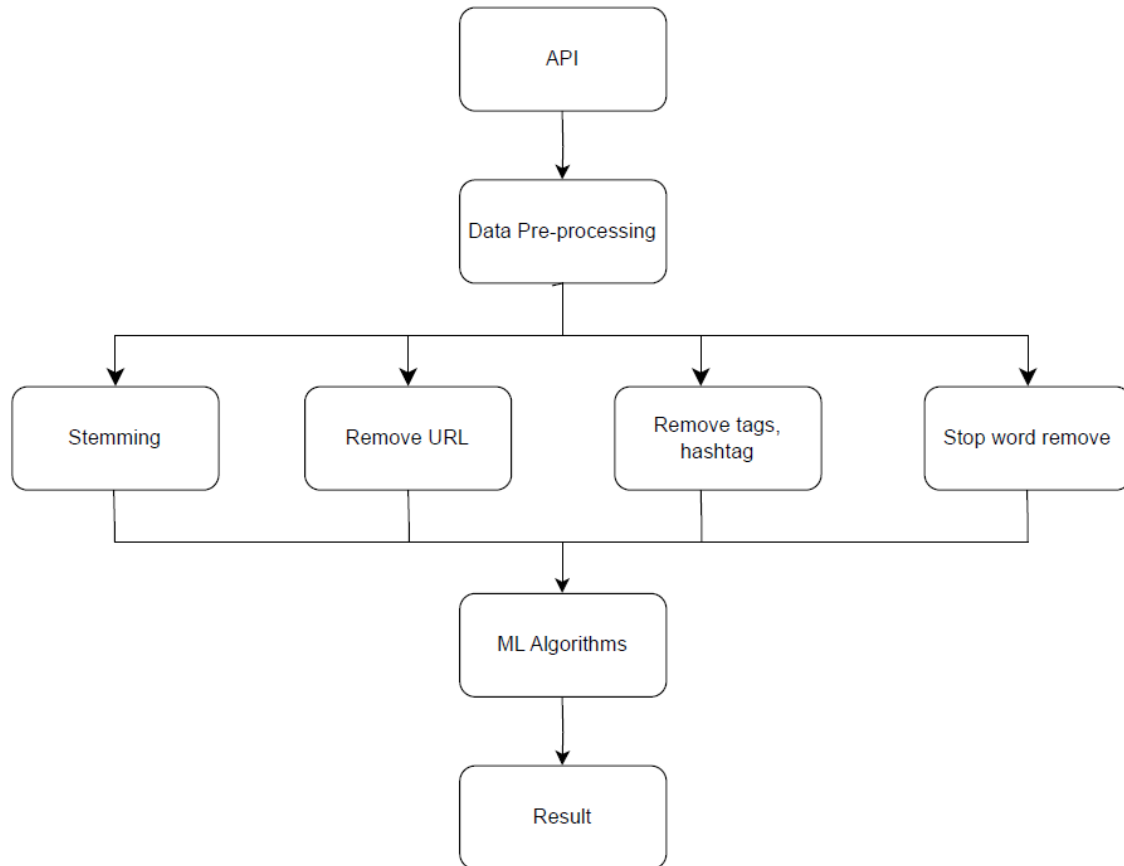 API
Data Pre-processing
Stemming
Remove URL
Remove tags,
hashtag
Stop word remove
ML Algorithms
Result